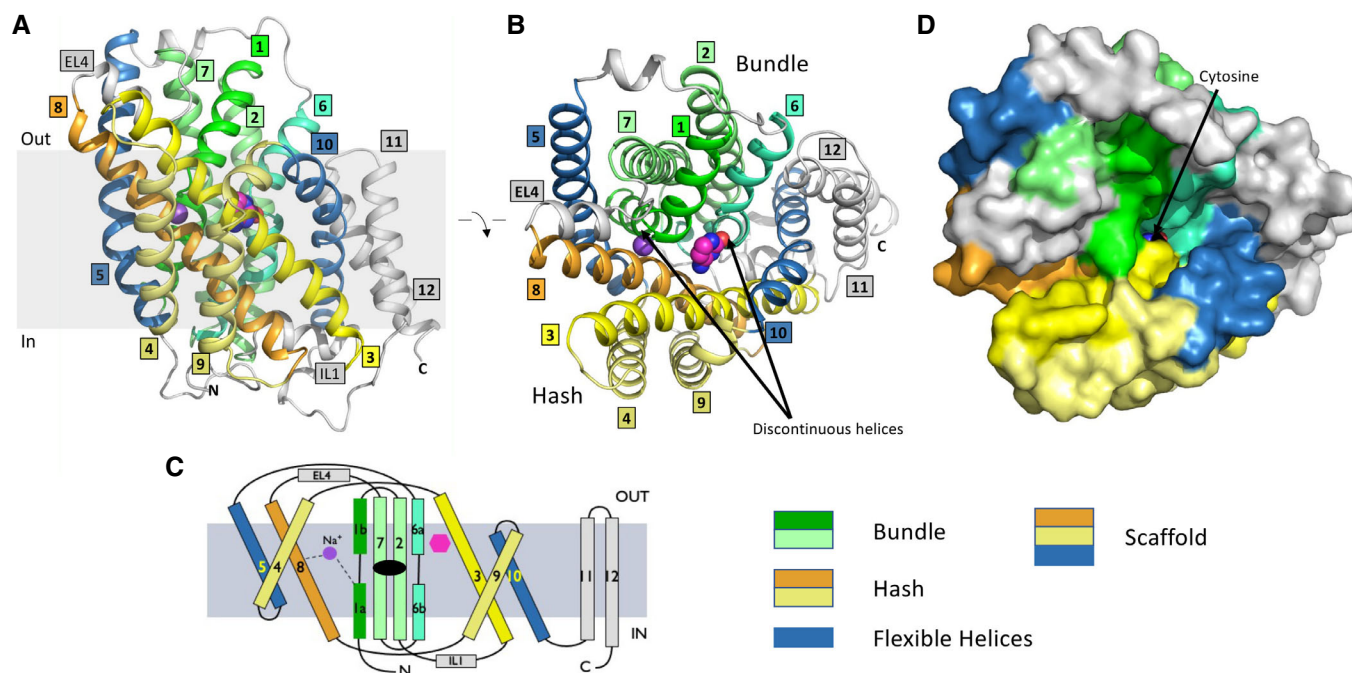 A
EL4
1
7
8
6
2
Out
10
11
5
12
In
4
9
IL1
3
C
N
B
2
Bundle
6
5
7
1
12
EL4
C
8
11
3
10
Hash
9
4
Discontinuous helices
D
Cytosine
C
EL4
OUT
1b
6a
Na+
7
2
5
4
8
3
9
10
11
12
1a
6b
IN
IL1
N
C
Bundle
Scaffold
Hash
Flexible Helices